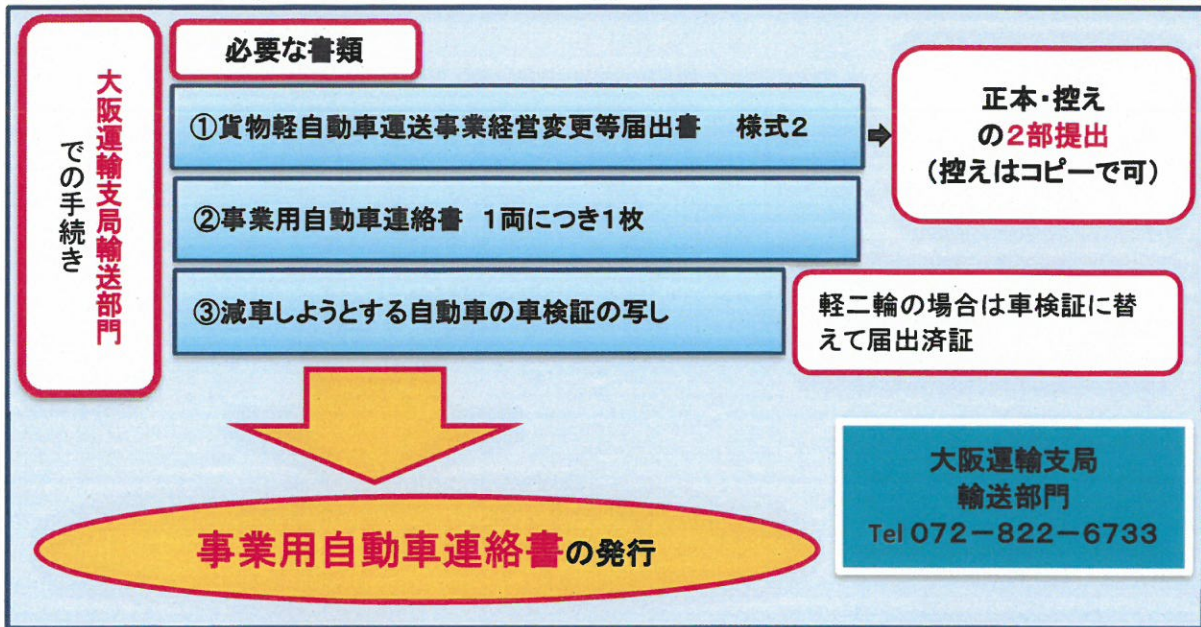 大阪運輸支局輸送部門
での手続き
必要な書類
①貨物軽自動車運送事業経営変更等届出書　様式2
正本・控え
の2部提出
(控えはコピーで可)
②事業用自動車連絡書 1両につき1枚
③減車しようとする自動車の車検証の写し
軽二輪の場合は車検証に替
えて届出済証
事業用自動車連絡書の発行
大阪運輸支局
輸送部門
Tel 072－822－6733